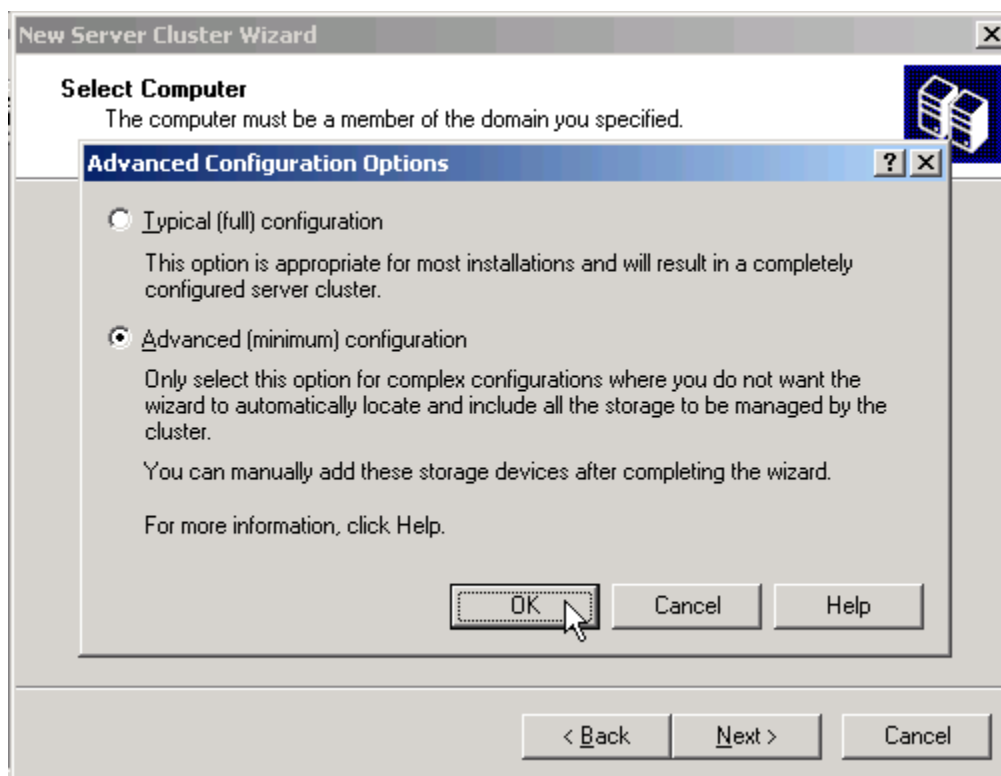 New Server Cluster Wizard
Select Computer
The computer must be a member of the domain you specified.
Advanced Configuration Options
Typical (full) configuration
This option is appropriate for most installations and will result in a completely
configured server cluster.
Advanced (minimum) configuration
Only select this option for complex configurations where you do not want the
wizard to automatically locate and include all the storage to be managed by the
cluster.
You can manually add these storage devices after completing the wizard.
For more information, click Help.
OK Cancel Help
< Back Next > Cancel